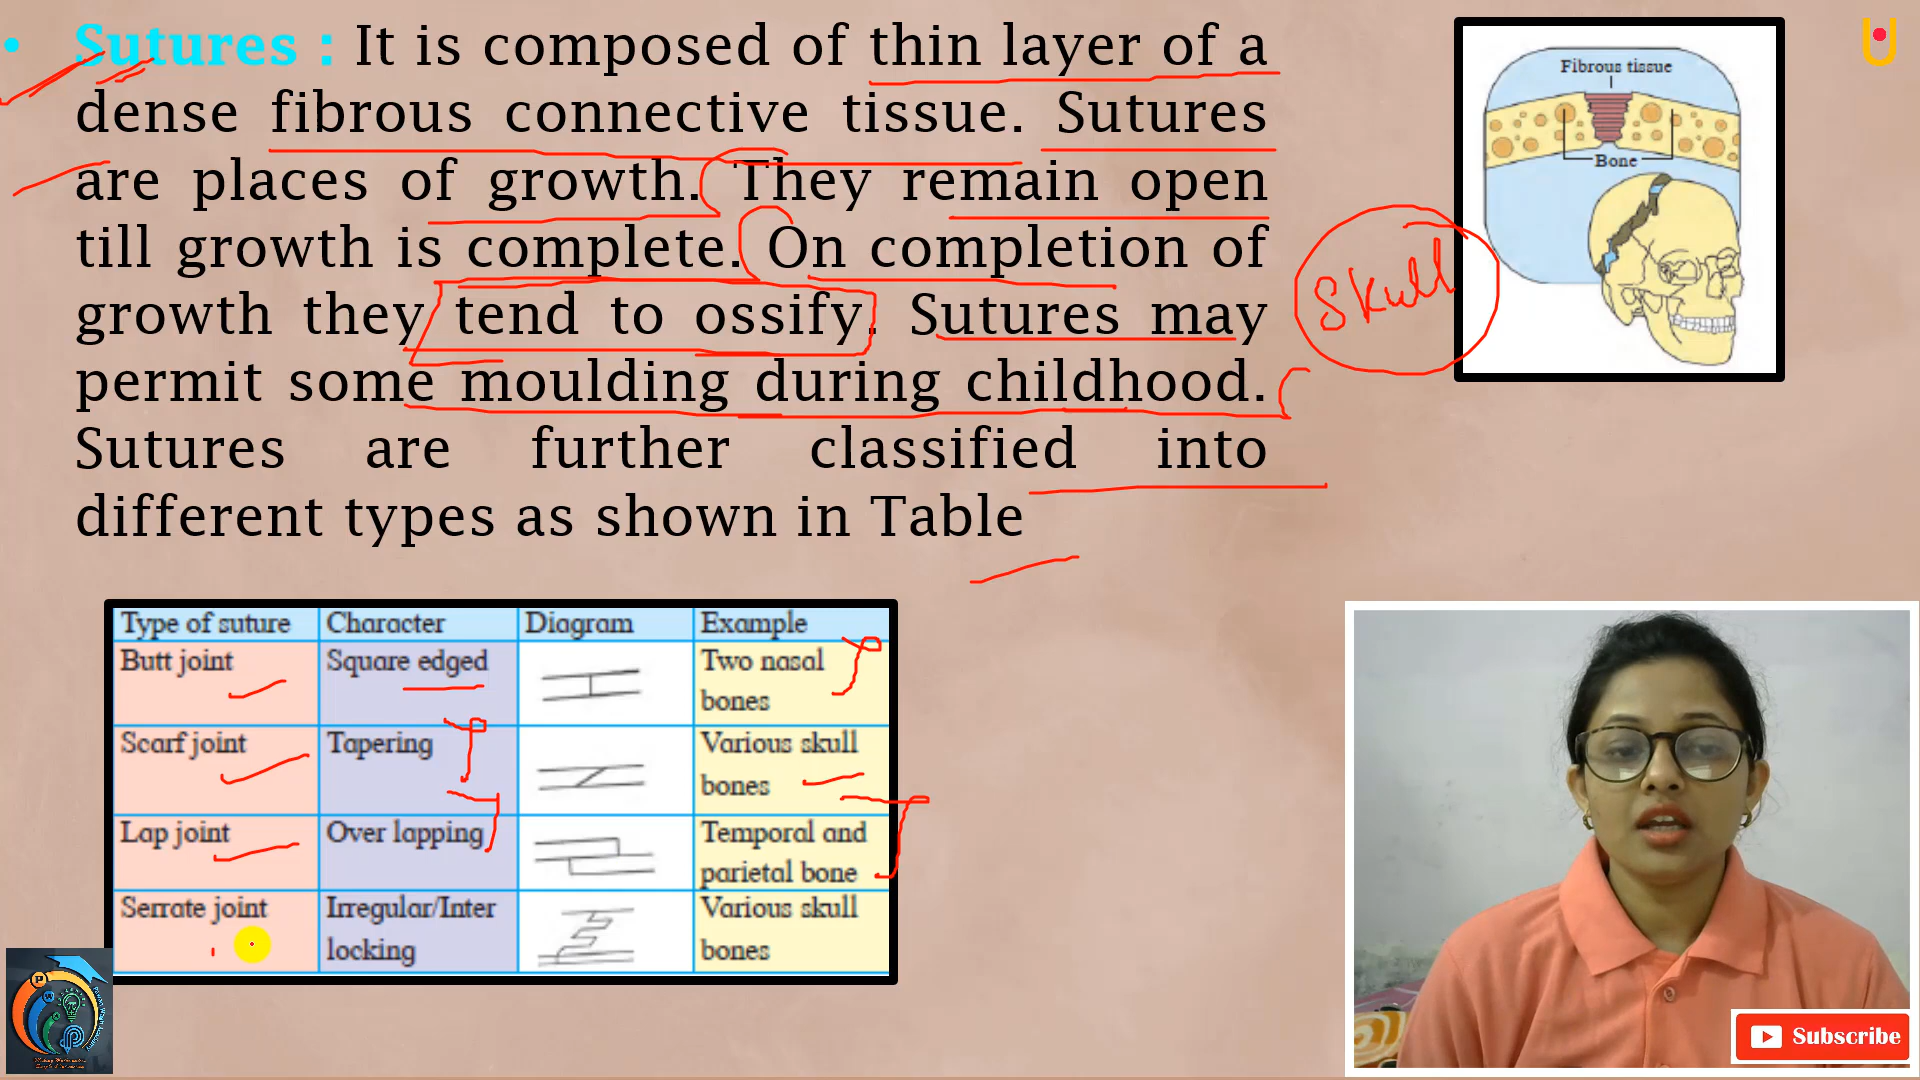 • Sutures : It is composed of thin layer of a
dense fibrous connective tissue. Sutures
are places of growth. They remain open
till growth is complete. On completion of
growth they tend to ossify. Sutures may
permit some moulding during childhood.
Sutures are further classified into
different types as shown in Table
Fibrous tissue
Bone
Skull
Type of suture Character Diagram Example
Butt joint Square edged Two nasal
bones
Scarf joint Tapering Various skull
bones
Lap joint Over lapping Temporal and
parietal bone
Serrate joint Irregular/Inter Various skull
locking bones
Subscribe